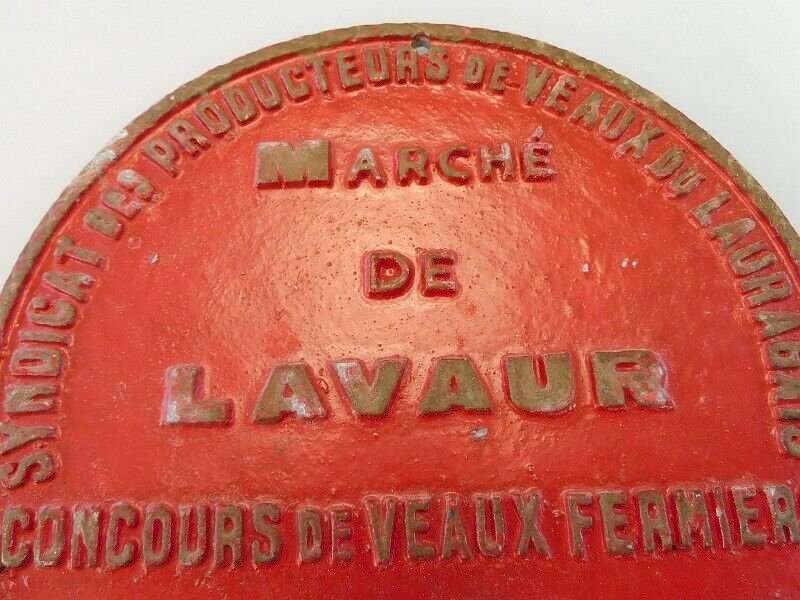 SYNDICAT DES PRODUCTEURS DE VEAUX DU LAURAGAIS
MARCHÉ
DE
LAVAUR
CONCOURS DE VEAUX FERMIER